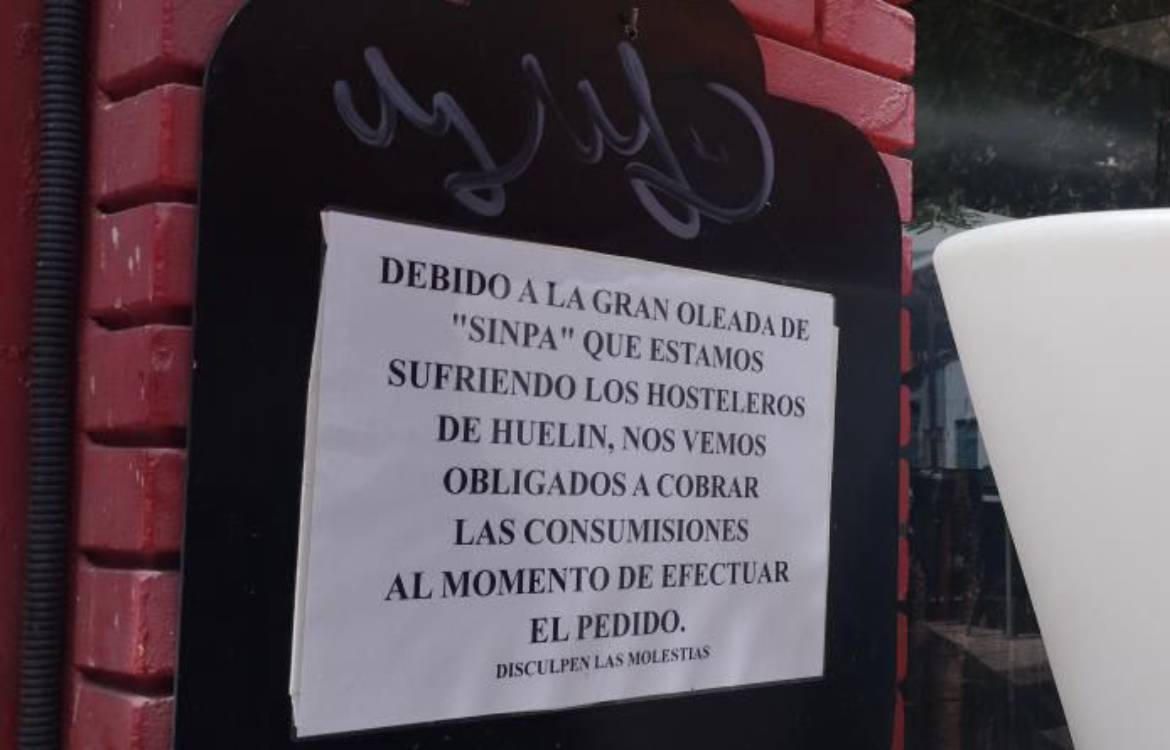 DEBIDO A LA GRAN OLEADA DE
"SINPA" QUE ESTAMOS
SUFRIENDO LOS HOSTELEROS
DE HUELIN, NOS VEMOS
OBLIGADOS A COBRAR
LAS CONSUMISIONES
AL MOMENTO DE EFECTUAR
EL PEDIDO.
DISCULPEN LAS MOLESTIAS